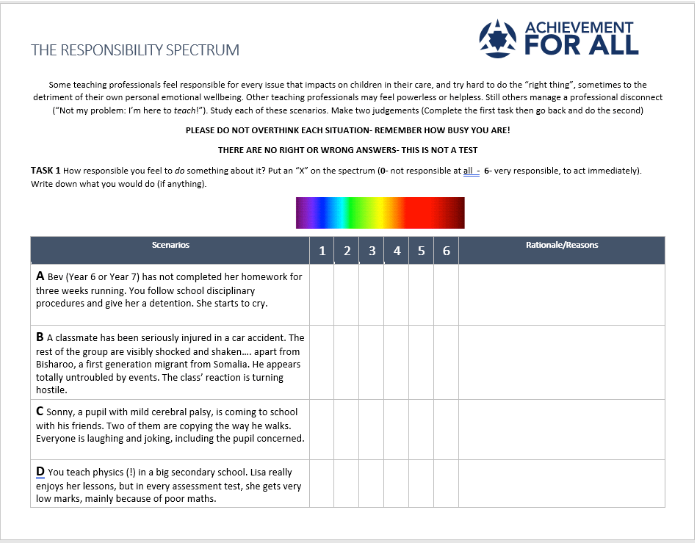 ACHIEVEMENT
FOR ALL
THE RESPONSIBILITY SPECTRUM
Some teaching professionals feel responsible for every issue that impacts on children in their care, and try hard to do the “right thing”, sometimes to the
detriment of their own personal emotional wellbeing. Other teaching professionals may feel powerless or helpless. Still others manage a professional disconnect
(“Not my problem: I’m here to teach!”). Study each of these scenarios. Make two judgements (Complete the first task then go back and do the second)
PLEASE DO NOT OVERTHINK EACH SITUATION- REMEMBER HOW BUSY YOU ARE!
THERE ARE NO RIGHT OR WRONG ANSWERS- THIS IS NOT A TEST
TASK 1 How responsible you feel to do something about it? Put an “X” on the spectrum (0- not responsible at all - 6- very responsible, to act immediately).
Write down what you would do (if anything).
Scenarios 1 2 3 4 5 6 Rationale/Reasons
A Bev (Year 6 or Year 7) has not completed her homework for
three weeks running. You follow school disciplinary
procedures and give her a detention. She starts to cry.
B A classmate has been seriously injured in a car accident. The
rest of the group are visibly shocked and shaken.... apart from
Bisharoo, a first generation migrant from Somalia. He appears
totally untroubled by events. The class’ reaction is turning
hostile.
C Sonny, a pupil with mild cerebral palsy, is coming to school
with his friends. Two of them are copying the way he walks.
Everyone is laughing and joking, including the pupil concerned.
D You teach physics (!) in a big secondary school. Lisa really
enjoys her lessons, but in every assessment test, she gets very
low marks, mainly because of poor maths.